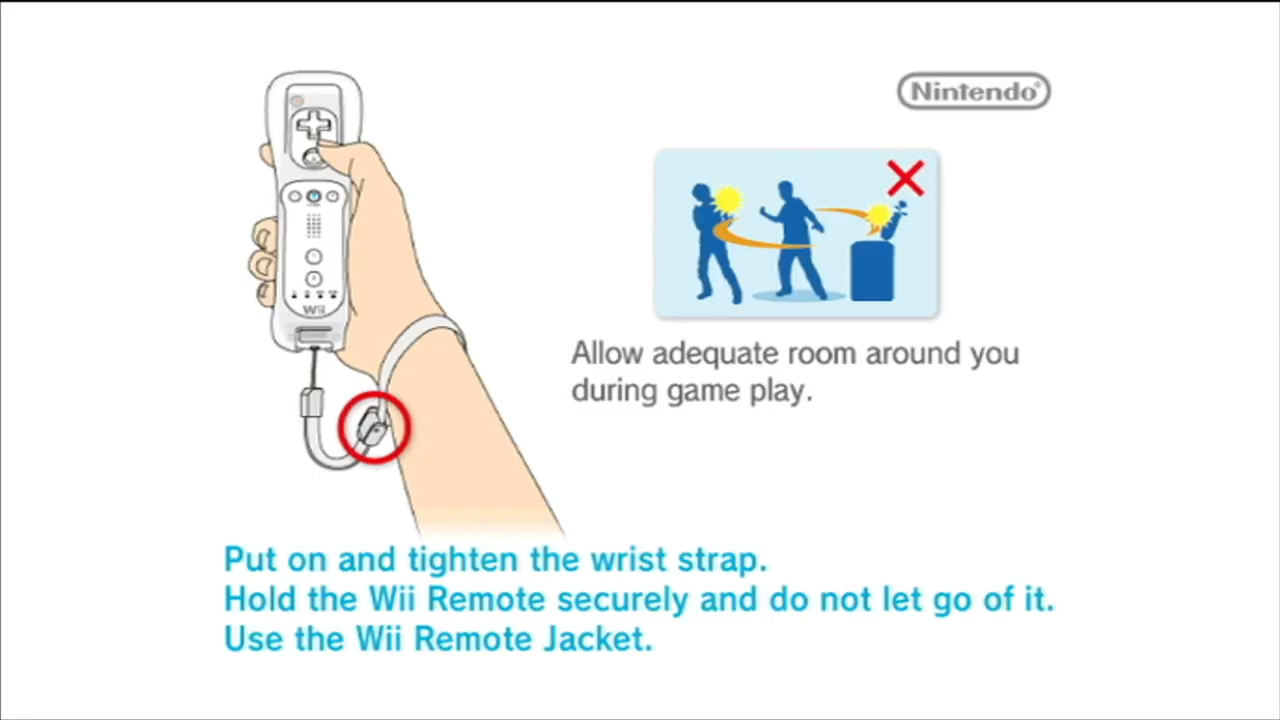 Nintendo®
Wii
Allow adequate room around you
during game play.
Put on and tighten the wrist strap.
Hold the Wii Remote securely and do not let go of it.
Use the Wii Remote Jacket.